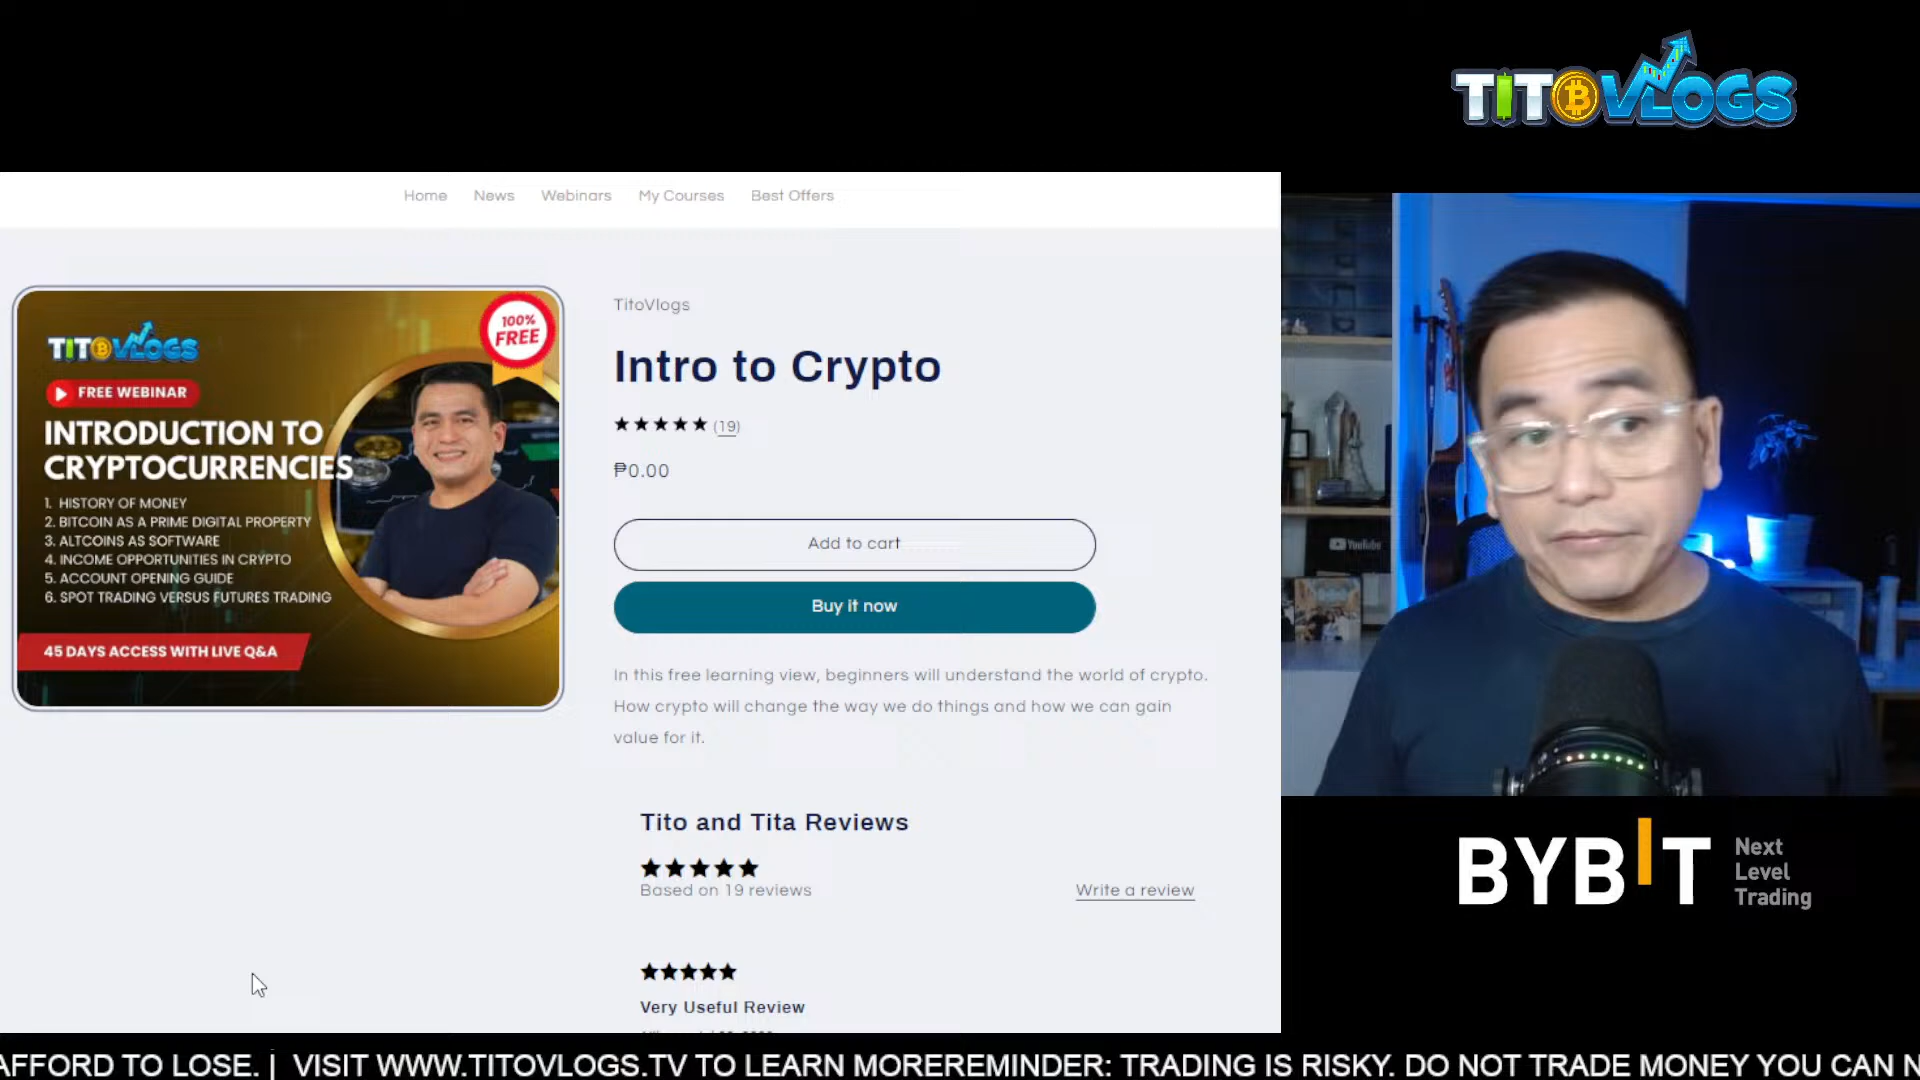 TITOVLOGS
Home News Webinars My Courses Best Offers
TITOVLOGS
100%
FREE
FREE WEBINAR
INTRODUCTION TO
CRYPTOCURRENCIES
1. HISTORY OF MONEY
2. BITCOIN AS A PRIME DIGITAL PROPERTY
3. ALTCOINS AS SOFTWARE
4. INCOME OPPORTUNITIES IN CRYPTO
5. ACCOUNT OPENING GUIDE
6. SPOT TRADING VERSUS FUTURES TRADING
45 DAYS ACCESS WITH LIVE Q&A
TitoVlogs
Intro to Crypto
★★★★★ (19)
₱0.00
Add to cart
Buy it now
In this free learning view, beginners will understand the world of crypto.
How crypto will change the way we do things and how we can gain
value for it.
Tito and Tita Reviews
★★★★★
Based on 19 reviews
Write a review
★★★★★
Very Useful Review
YouTube
BYBIT
Next
Level
Trading
AFFORD TO LOSE. | VISIT WWW.TITOVLOGS.TV TO LEARN MOREREMINDER: TRADING IS RISKY. DO NOT TRADE MONEY YOU CAN N